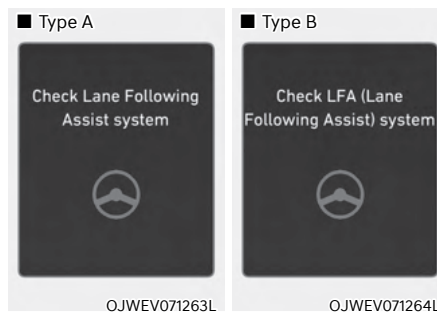 ■ Type A
Check Lane Following
Assist system
OJWEV071263L
■ Type B
Check LFA (Lane
Following Assist) system
OJWEV071264L